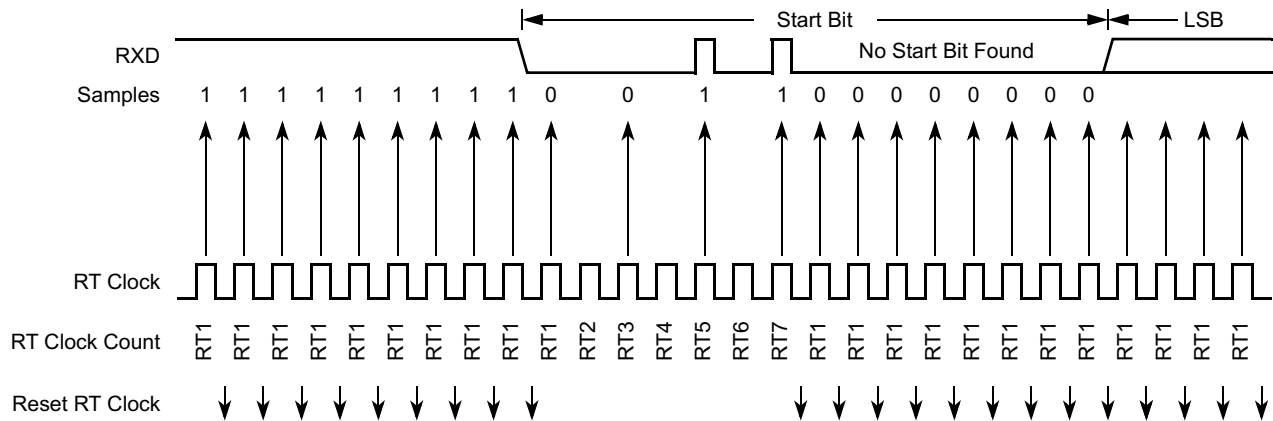 Start Bit LSB
RXD No Start Bit Found
Samples 1 1 1 1 1 1 1 1 1 0 0 1 1 0 0 0 0 0 0 0 0
RT Clock
RT Clock Count RT1 RT1 RT1 RT1 RT1 RT1 RT1 RT1 RT1 RT1 RT2 RT3 RT4 RT5 RT6 RT7 RT1 RT1 RT1 RT1 RT1 RT1 RT1 RT1 RT1 RT1 RT1 RT1
Reset RT Clock